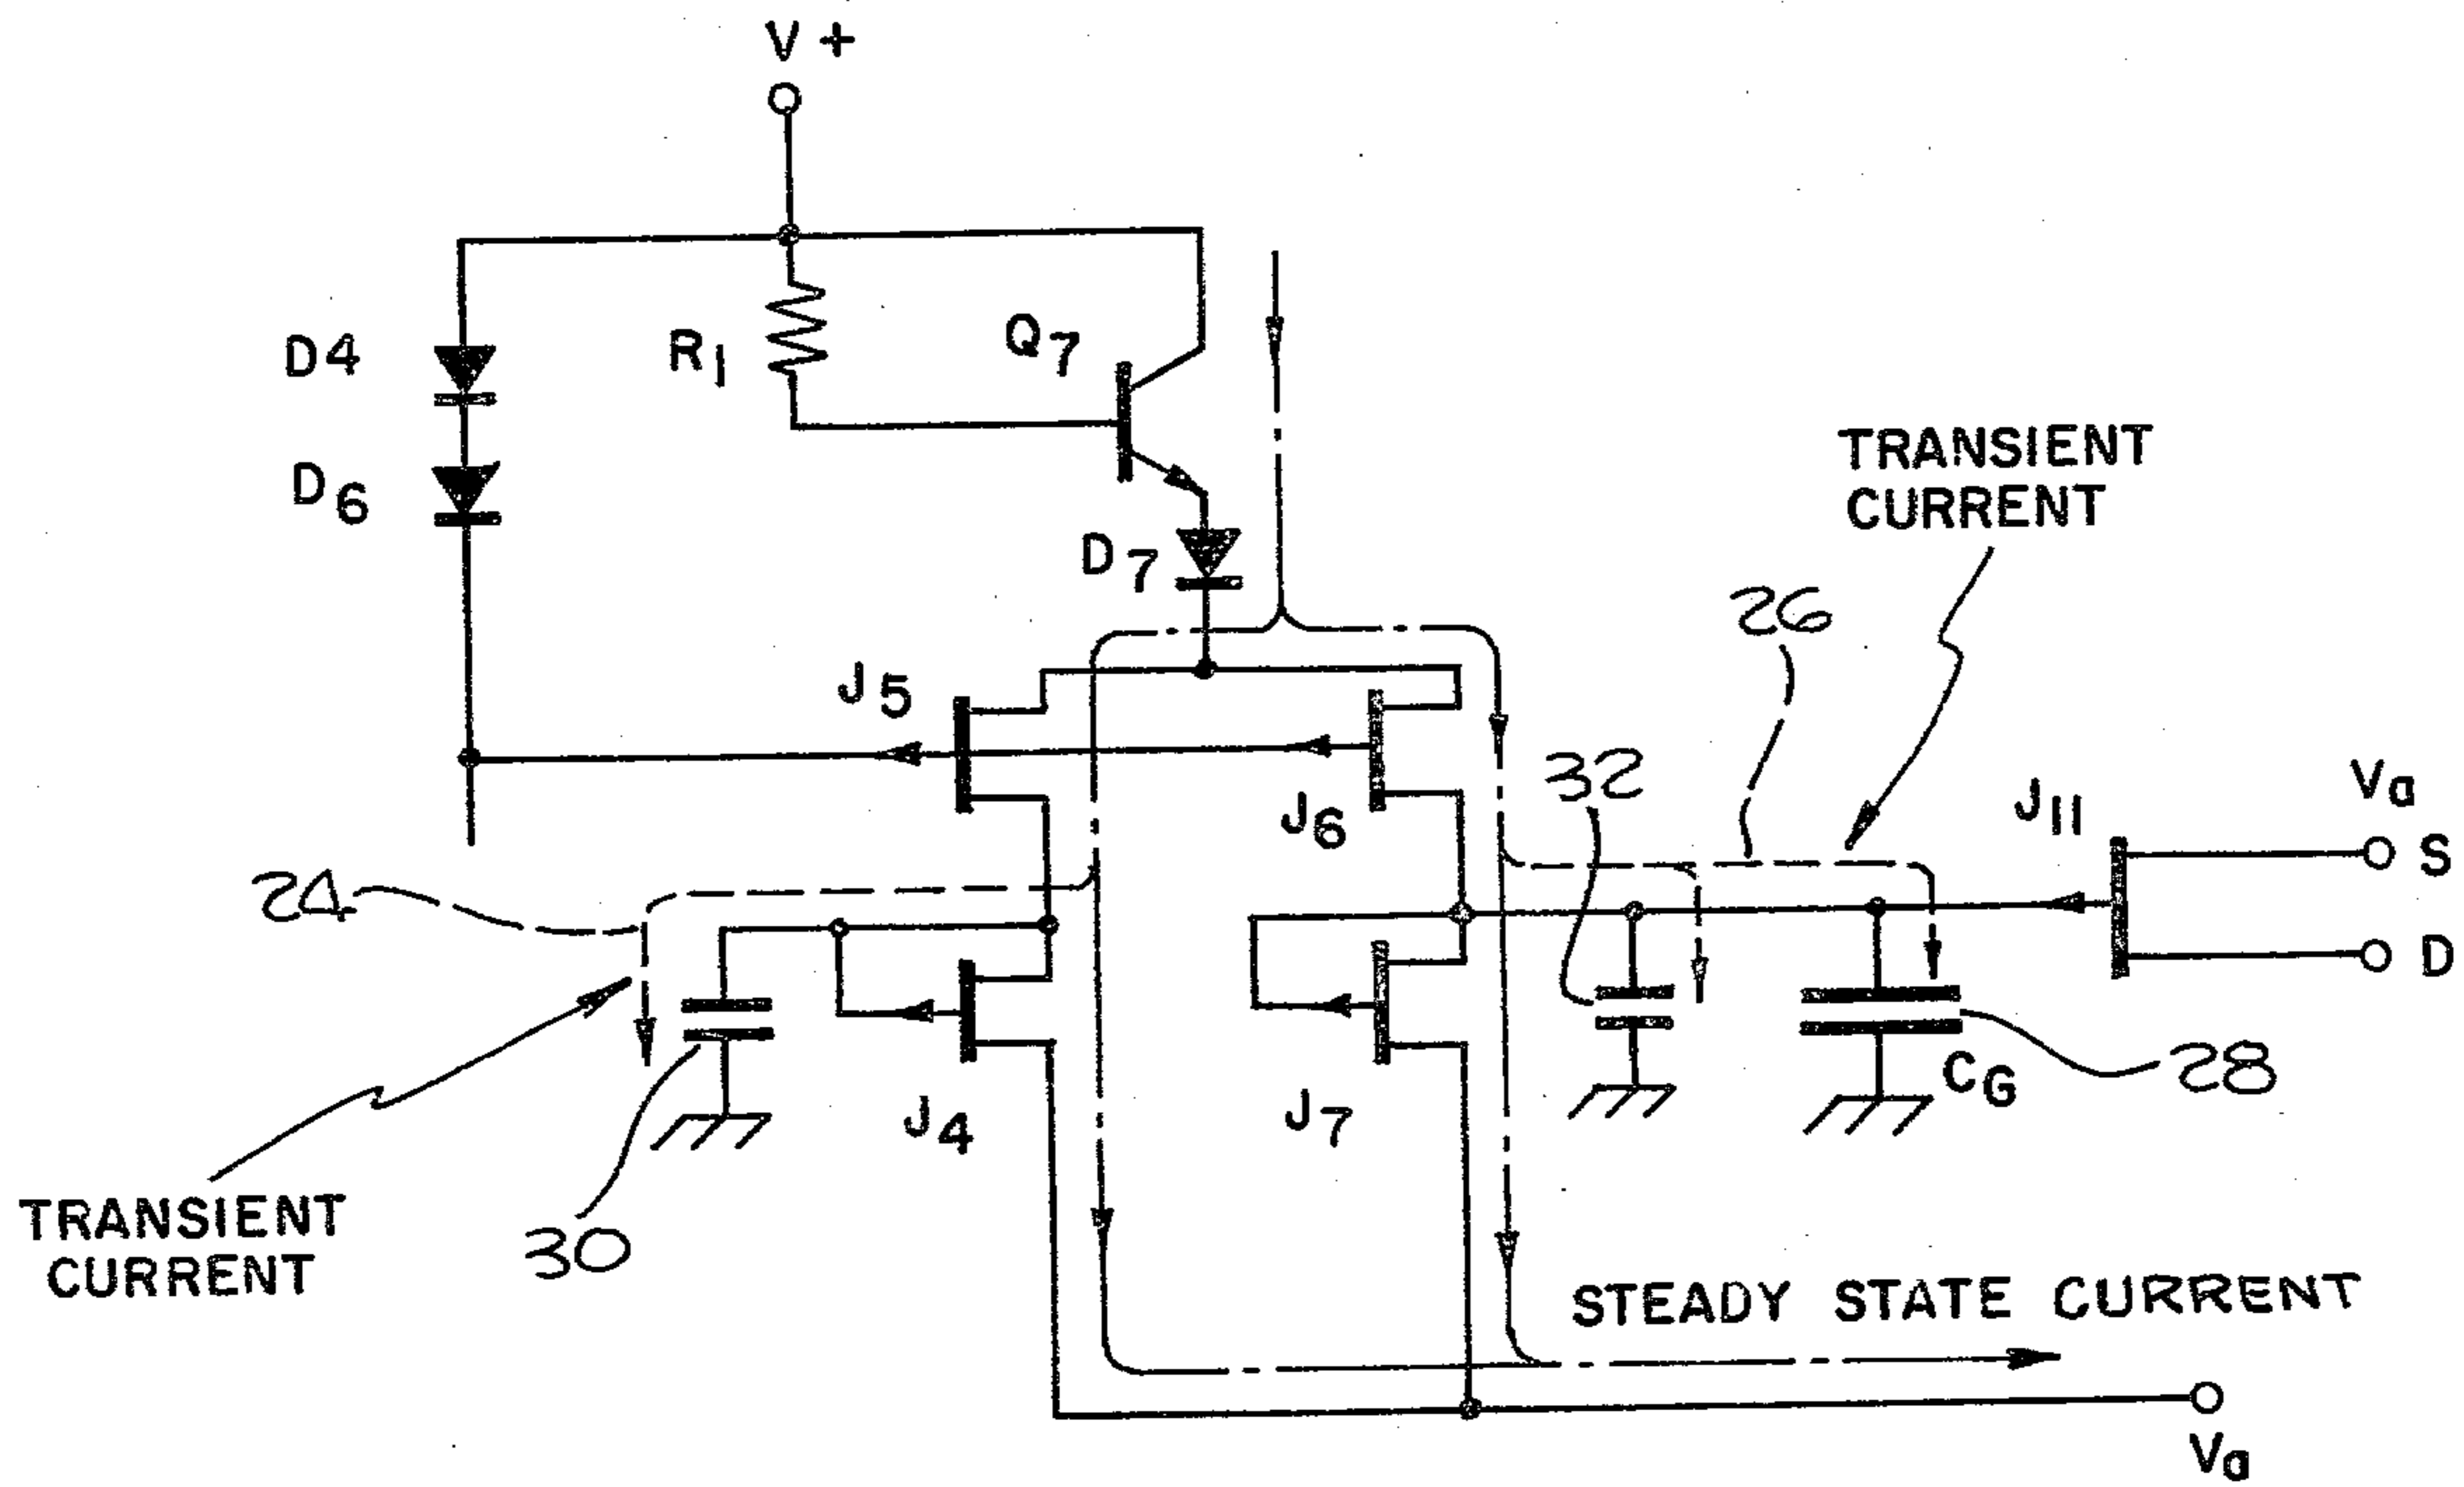 V +
D4
R1
Q7
D6
D7
TRANSIENT
CURRENT
26
J5
32
J6
J11
Va
S
24
D
J4
J7
CG
28
TRANSIENT
CURRENT
30
STEADY STATE CURRENT
Va